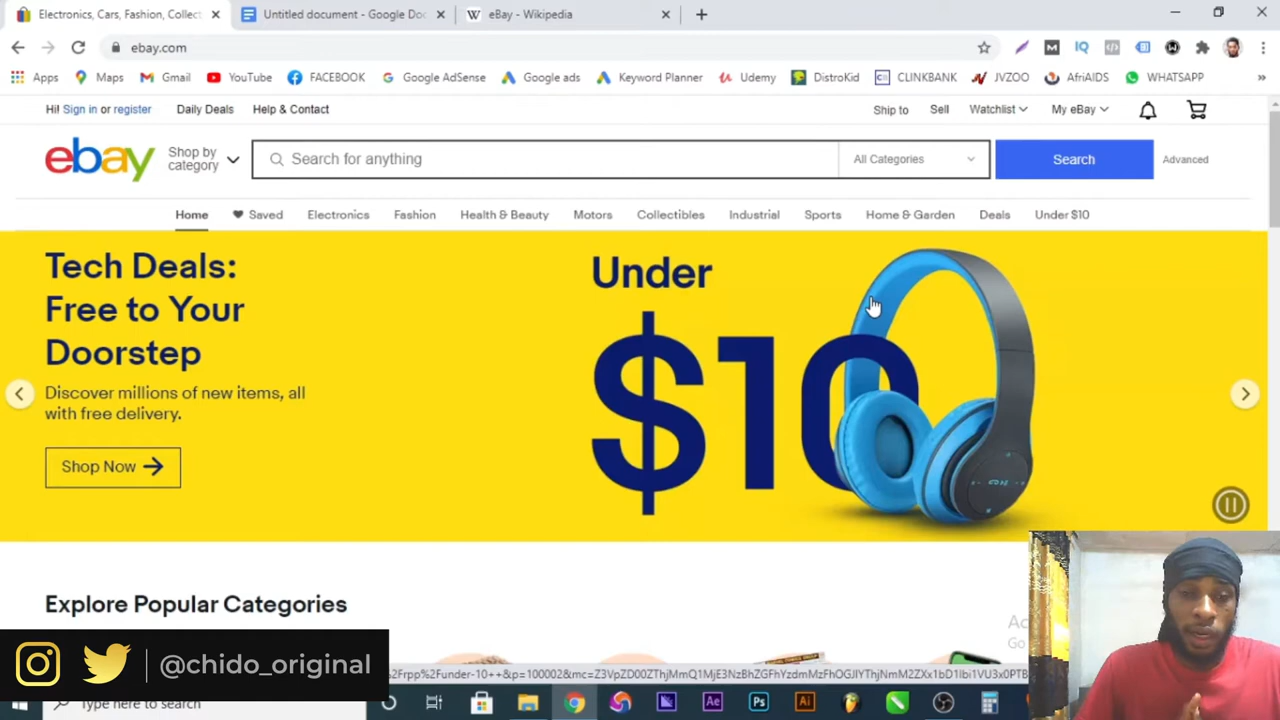 Electronics, Cars, Fashion, Collect
Untitled document - Google Doc
W eBay - Wikipedia
ebay.com
Apps Maps Gmail YouTube FACEBOOK Google AdSense Google ads Keyword Planner Udemy DistroKid CLINKBANK JVZOO AfriAIDS WHATSAPP
Hi! Sign in or register Daily Deals Help & Contact Ship to Sell Watchlist My eBay
ebay
Shop by
category
Search for anything
All Categories
Search
Advanced
Home Saved Electronics Fashion Health & Beauty Motors Collectibles Industrial Sports Home & Garden Deals Under $10
Tech Deals:
Free to Your
Doorstep
Discover millions of new items, all
with free delivery.
Shop Now
Under
$10
Explore Popular Categories
@chido_original
Type here to search
Ae Ps Ai